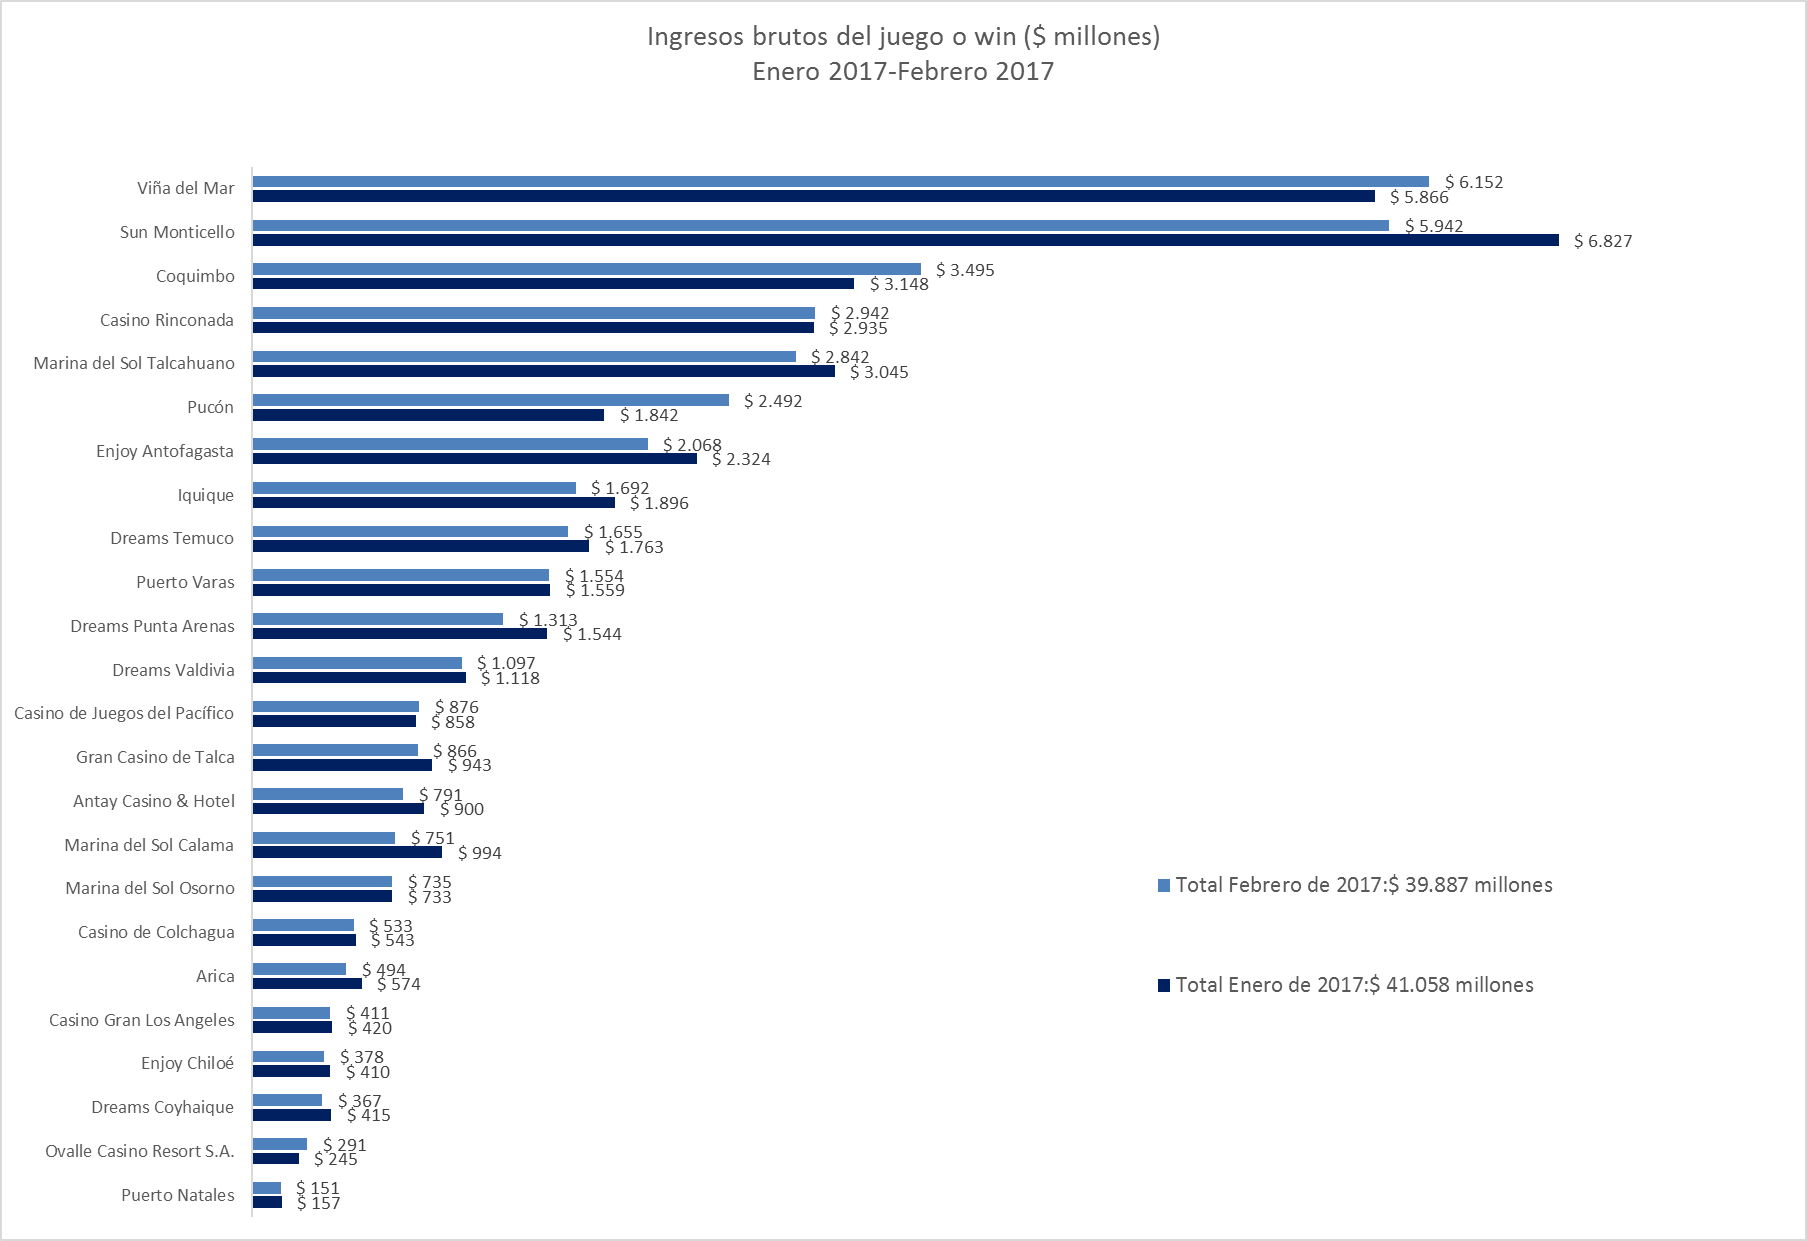 Ingresos brutos del juego o win ($ millones)
Enero 2017-Febrero 2017
Viña del Mar
$ 6.152
$ 5.866
Sun Monticello
$ 5.942
$ 6.827
Coquimbo
$ 3.495
$ 3.148
Casino Rinconada
$ 2.942
$ 2.935
Marina del Sol Talcahuano
$ 2.842
$ 3.045
Pucón
$ 2.492
$ 1.842
Enjoy Antofagasta
$ 2.068
$ 2.324
Iquique
$ 1.692
$ 1.896
Dreams Temuco
$ 1.655
$ 1.763
Puerto Varas
$ 1.554
$ 1.559
Dreams Punta Arenas
$ 1.313
$ 1.544
Dreams Valdivia
$ 1.097
$ 1.118
Casino de Juegos del Pacífico
$ 876
$ 858
Gran Casino de Talca
$ 866
$ 943
Antay Casino & Hotel
$ 791
$ 900
Marina del Sol Calama
$ 751
$ 994
Marina del Sol Osorno
$ 735
$ 733
Casino de Colchagua
$ 533
$ 543
Arica
$ 494
$ 574
Casino Gran Los Angeles
$ 411
$ 420
Enjoy Chiloé
$ 378
$ 410
Dreams Coyhaique
$ 367
$ 415
Ovalle Casino Resort S.A.
$ 291
$ 245
Puerto Natales
$ 151
$ 157
Total Febrero de 2017:$ 39.887 millones
Total Enero de 2017:$ 41.058 millones